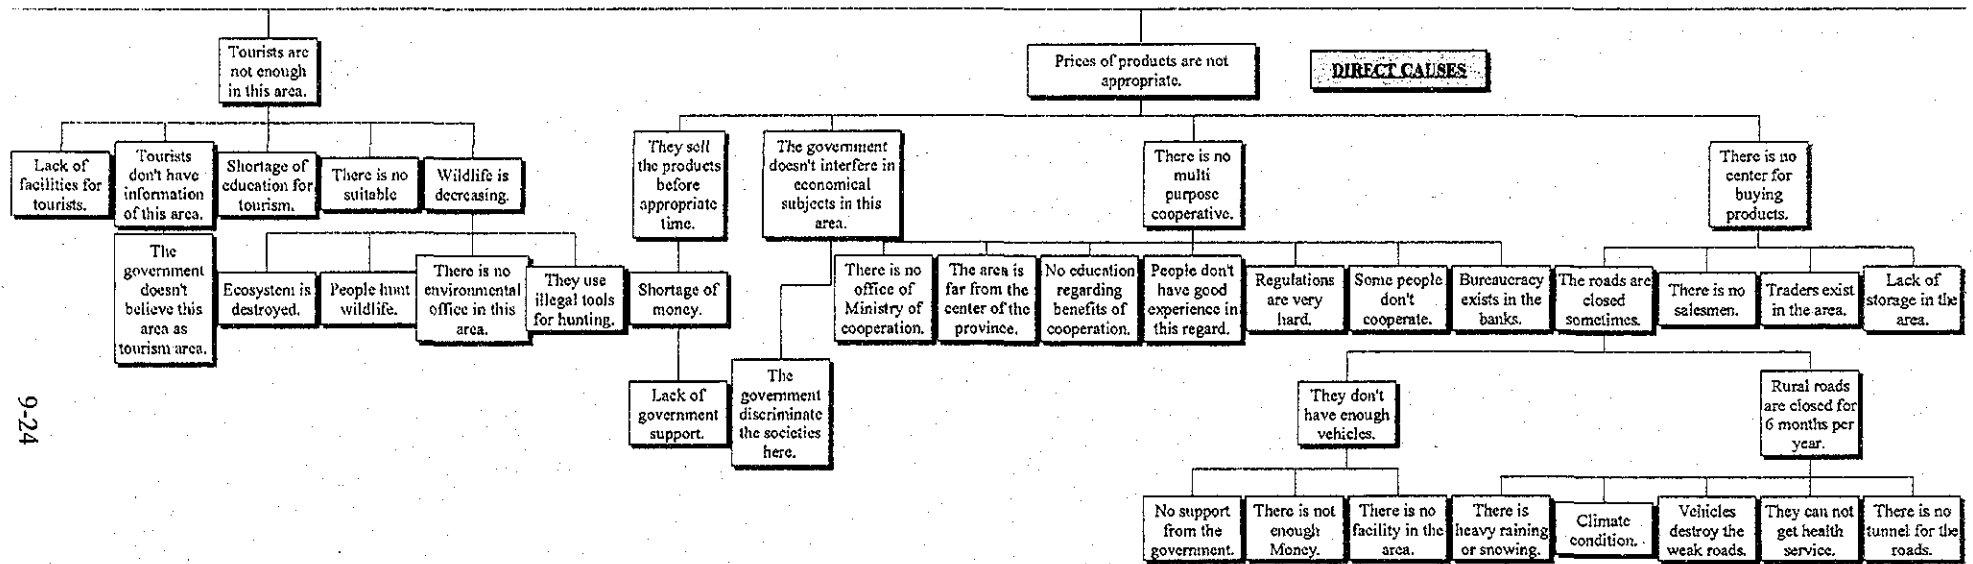 Tourists are
not enough
in this area.
Prices of products are not
appropriate.
DIRECT CAUSES
Lack of
facilities for
tourists.
Tourists
don't have
information
of this area.
Shortage of
education for
tourism.
There is no
suitable
Wildlife is
decreasing.
They sell
the products
before
appropriate
time.
The government
doesn't interfere in
economical
subjects in this
area.
There is no
multi
purpose
cooperative.
There is no
center for
buying
products.
The
government
doesn't
believe this
area as
tourism area.
Ecosystem is
destroyed.
People hunt
wildlife.
There is no
environmental
office in this
area.
They use
illegal tools
for hunting.
Shortage of
money.
There is no
office of
Ministry of
cooperation.
The area is
far from the
center of the
province.
No education
regarding
benefits of
cooperation.
People don't
have good
experience in
this regard.
Regulations
are very
hard.
Some people
don't
cooperate.
Bureaucracy
exists in the
banks.
The roads are
closed
sometimes.
There is no
salesmen.
Traders exist
in the area.
Lack of
storage in the
area.
Lack of
government
support.
The
government
discriminate
the societies
here.
They don't
have enough
vehicles.
Rural roads
are closed for
6 months per
year.
No support
from the
government.
There is not
enough
Money.
There is no
facility in the
area.
There is
heavy raining
or snowing.
Climate
condition.
Vehicles
destroy the
weak roads.
They can not
get health
service.
There is no
tunnel for the
roads.
9-24